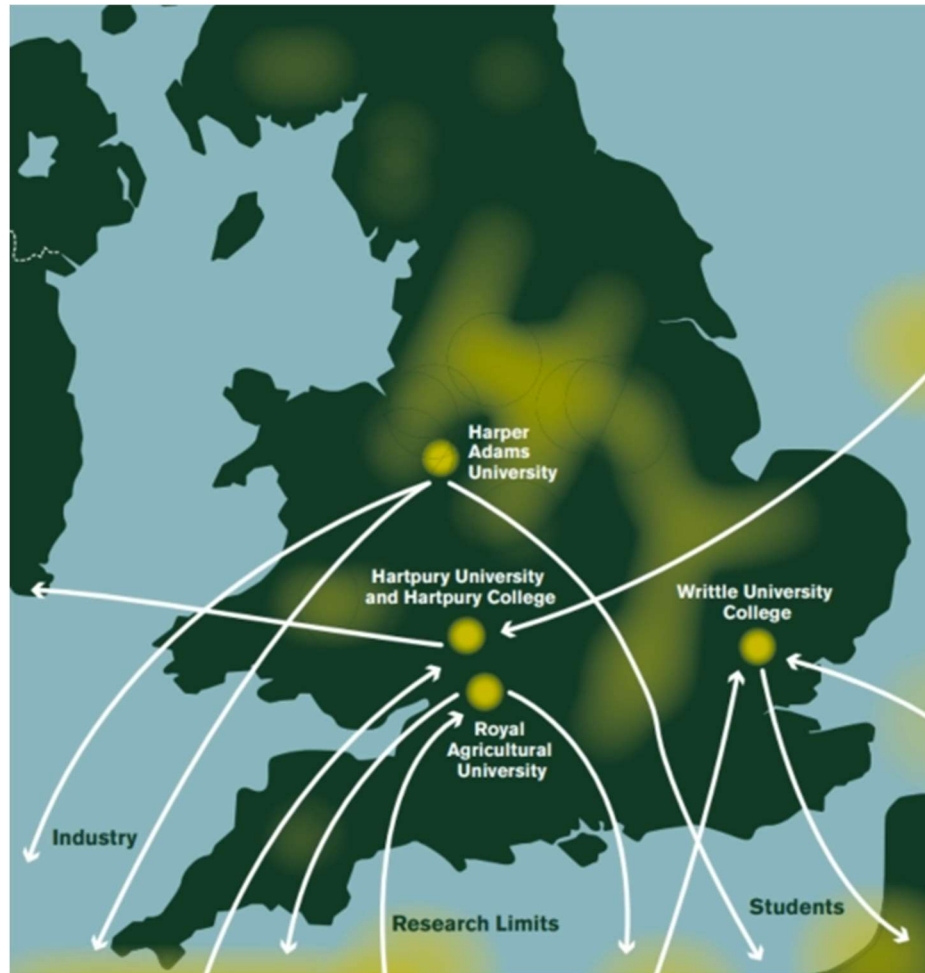 Harper
Adams
University
Hartpury University
and Hartpury College
Writtle University
College
Royal
Agricultural
University
Industry
Research Limits
Students